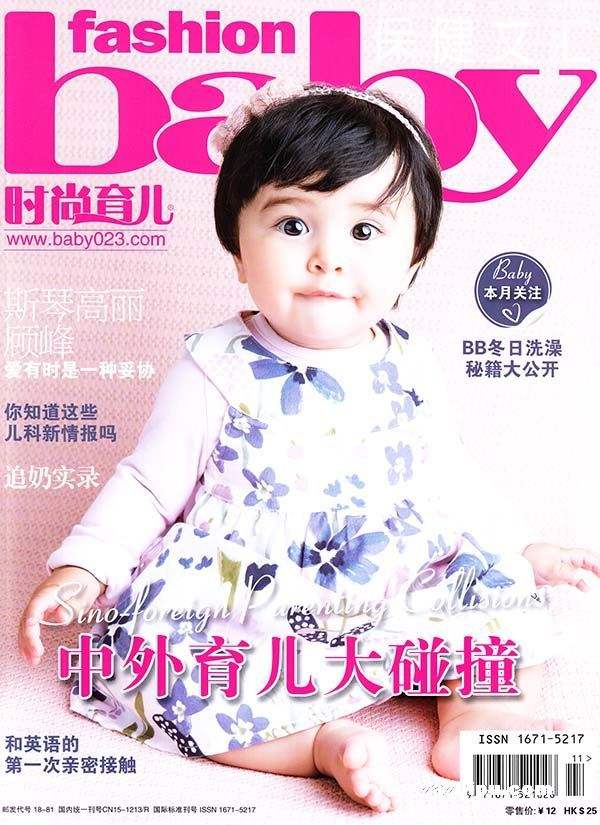 fashion
baby
保健文汇
时尚育儿®
www.baby023.com
Baby
本月关注
BB冬日洗澡
秘籍大公开
斯琴高丽
顾峰
爱有时是一种妥协
你知道这些
儿科新情报吗
追奶实录
Sino-foreign Parenting Collisions
中外育儿大碰撞
和英语的
第一次亲密接触
ISSN 1671-5217
11>
邮发代号 18-81 国内统一刊号CN15-1213/R 国际标准刊号 ISSN 1671-5217
零售价: ¥12 HK$25